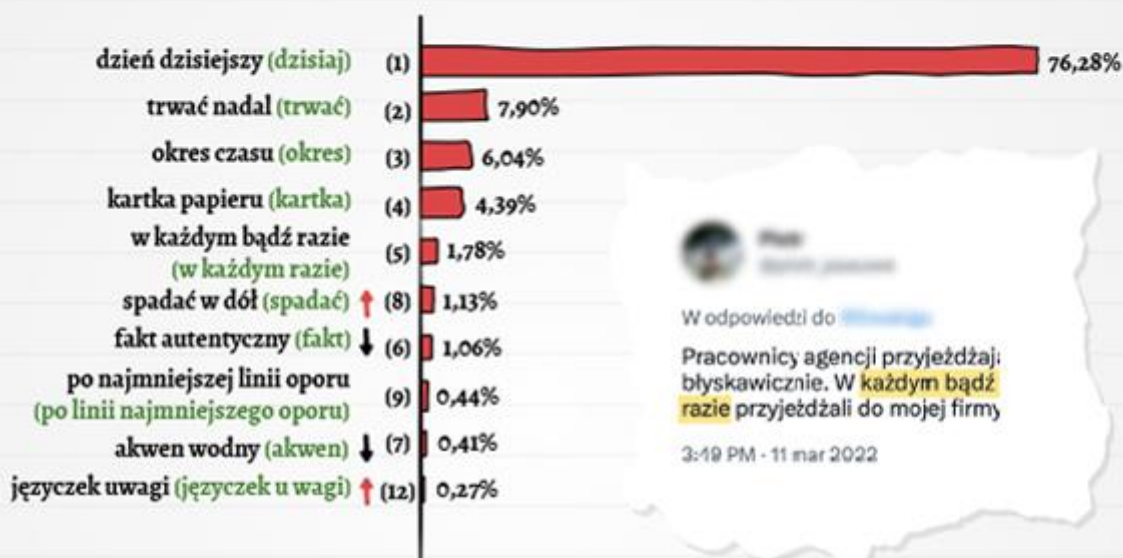 dzień dzisiejszy (dzisiaj) (1) 76,28%
trwać nadal (trwać) (2) 7,90%
okres czasu (okres) (3) 6,04%
kartka papieru (kartka) (4) 4,39%
w każdym bądź razie
(w każdym razie) (5) 1,78%
spadać w dół (spadać) (8) 1,13%
fakt autentyczny (fakt) (6) 1,06%
po najmniejszej linii oporu
(po linii najmniejszego oporu) (9) 0,44%
akwen wodny (akwen) (7) 0,41%
języczek uwagi (języczek u wagi) (12) 0,27%
W odpowiedzi do
Pracownicy agencji przyjeżdżają
błyskawicznie. W każdym bądź
razie przyjeżdżali do mojej firmy
3:49 PM · 11 mar 2022